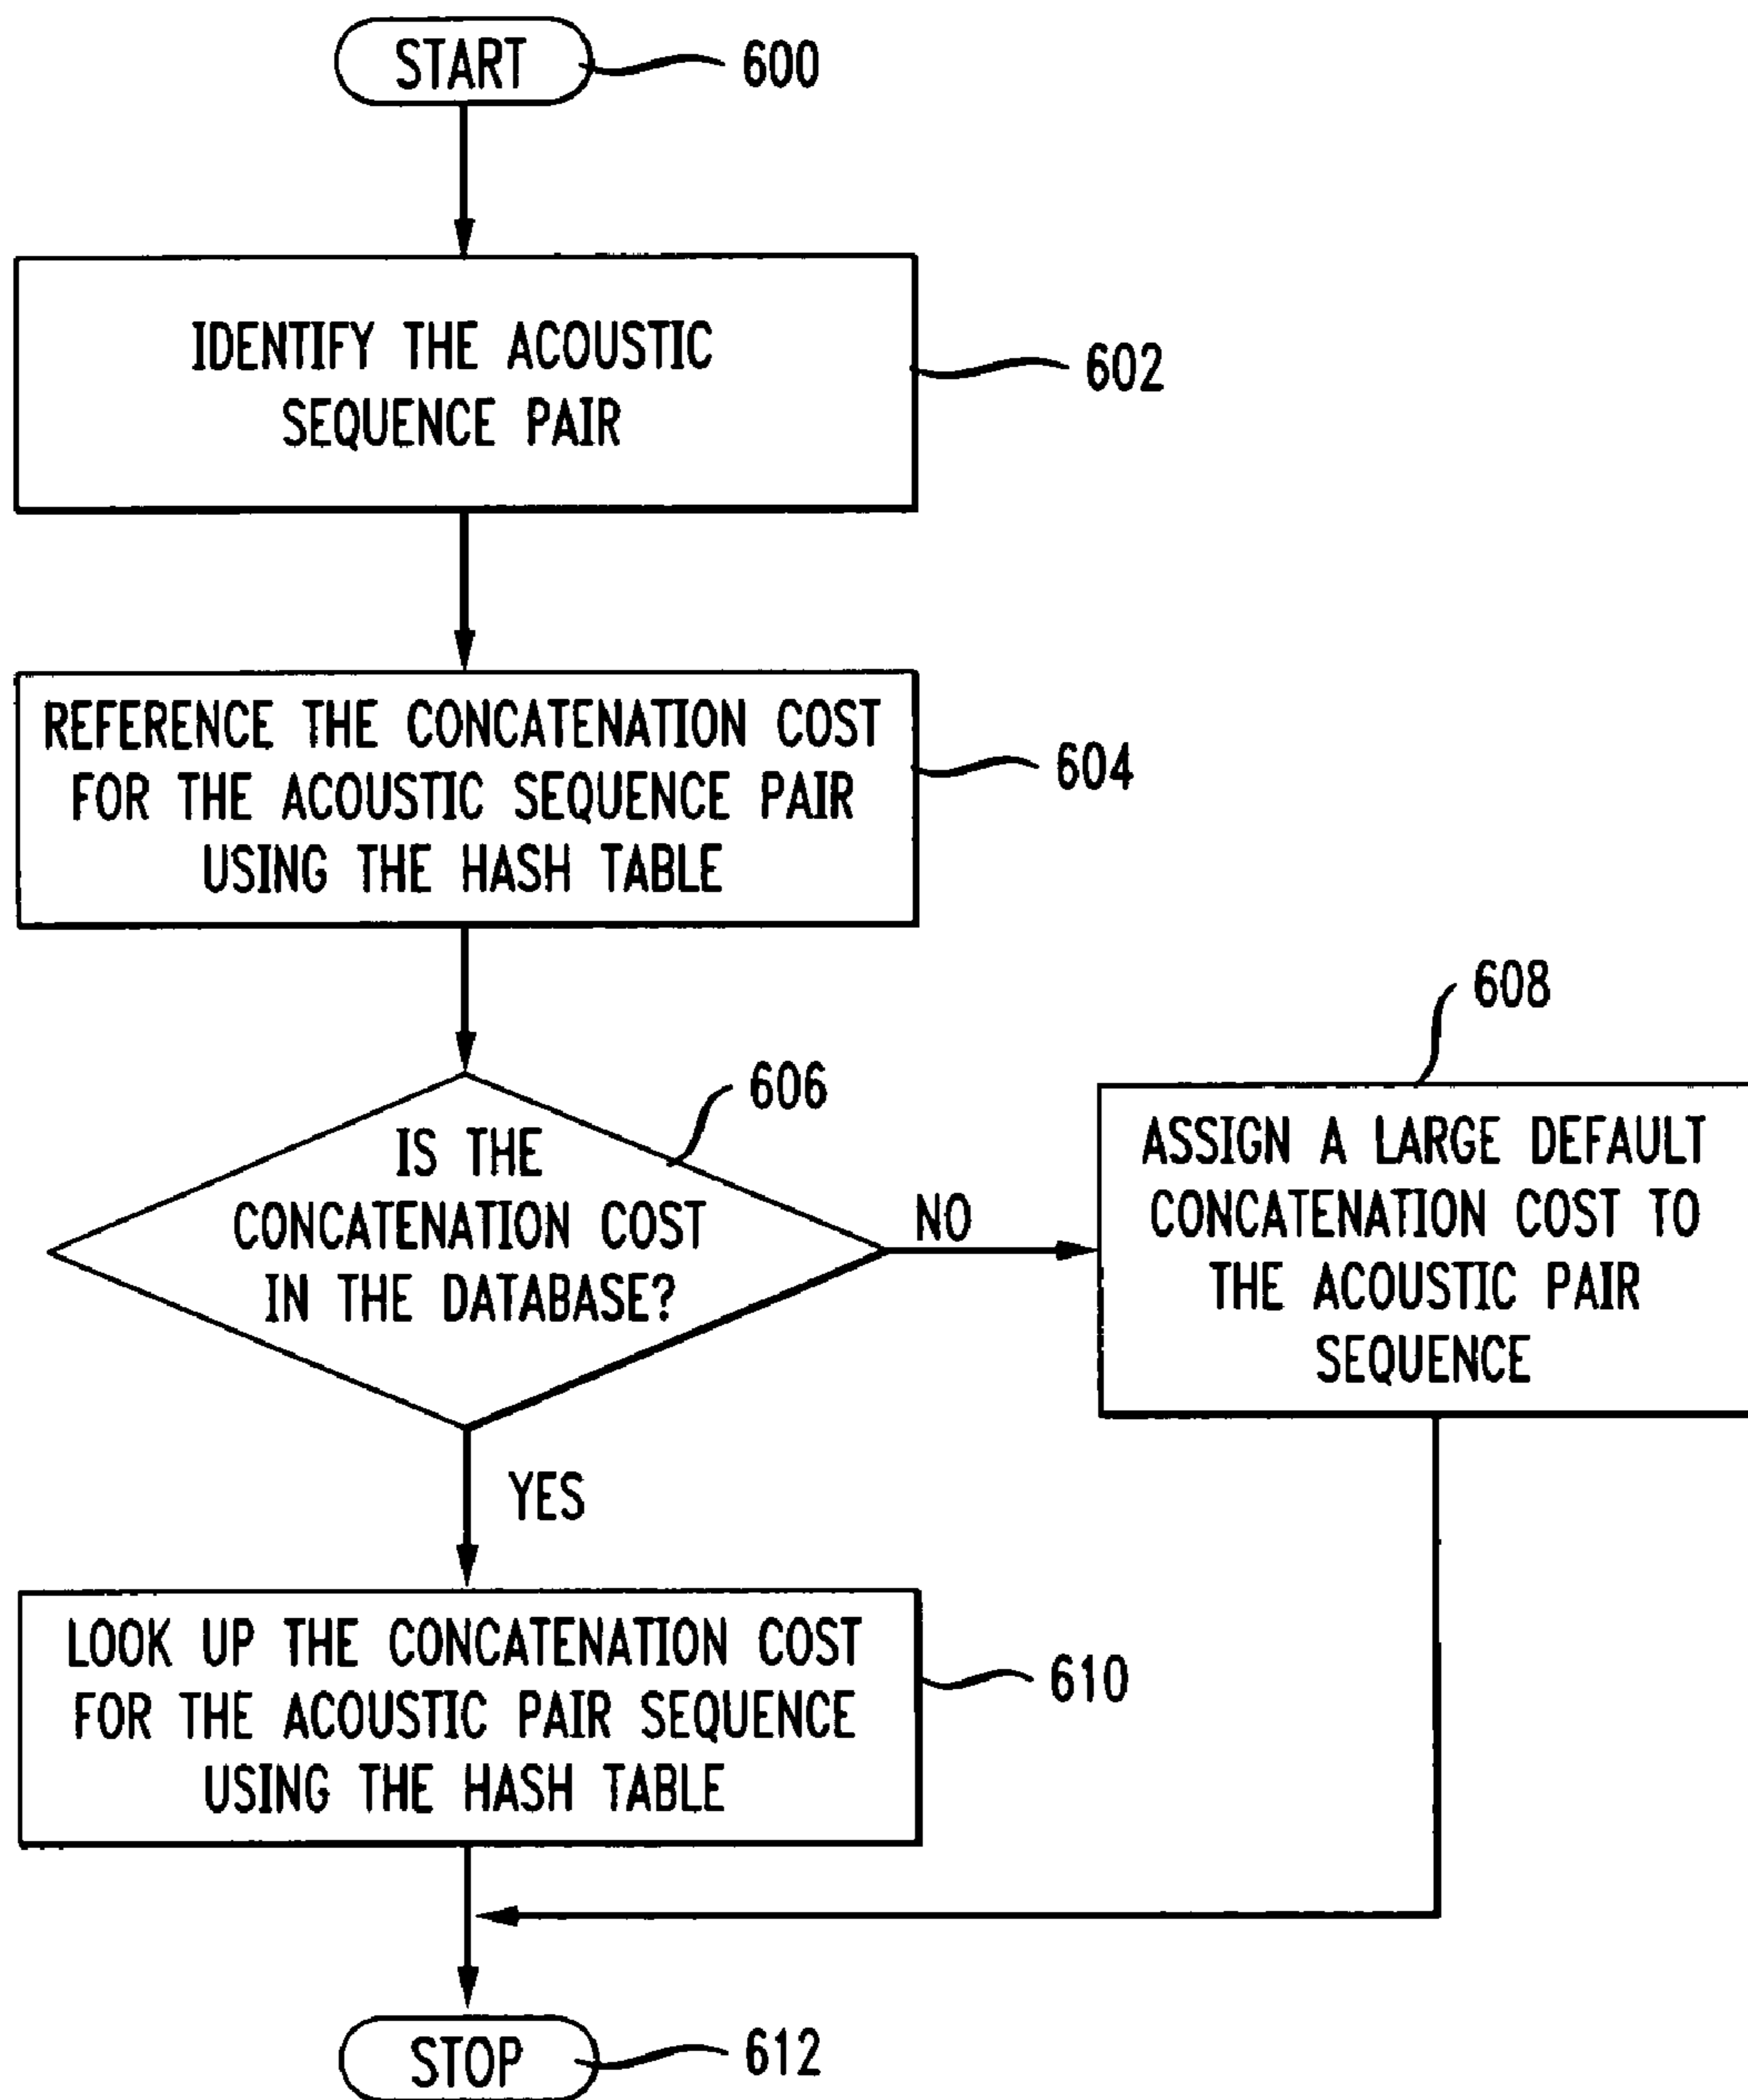 START
600
IDENTIFY THE ACOUSTIC
SEQUENCE PAIR
602
REFERENCE THE CONCATENATION COST
FOR THE ACOUSTIC SEQUENCE PAIR
USING THE HASH TABLE
604
IS THE
CONCATENATION COST
IN THE DATABASE?
606
NO
608
ASSIGN A LARGE DEFAULT
CONCATENATION COST TO
THE ACOUSTIC PAIR
SEQUENCE
YES
LOOK UP THE CONCATENATION COST
FOR THE ACOUSTIC PAIR SEQUENCE
USING THE HASH TABLE
610
STOP
612